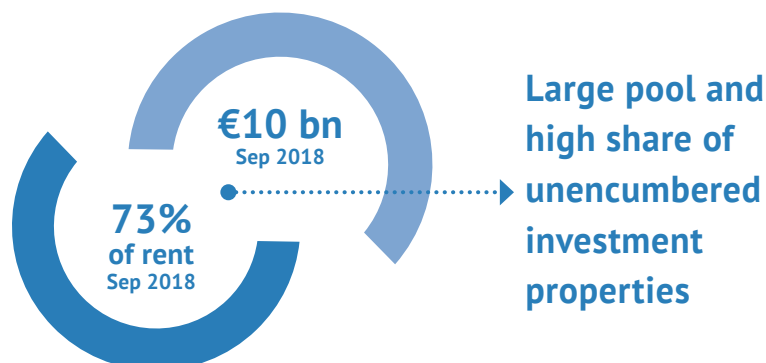 €10 bn
Sep 2018
73%
of rent
Sep 2018
Large pool and
high share of
unencumbered
investment
properties